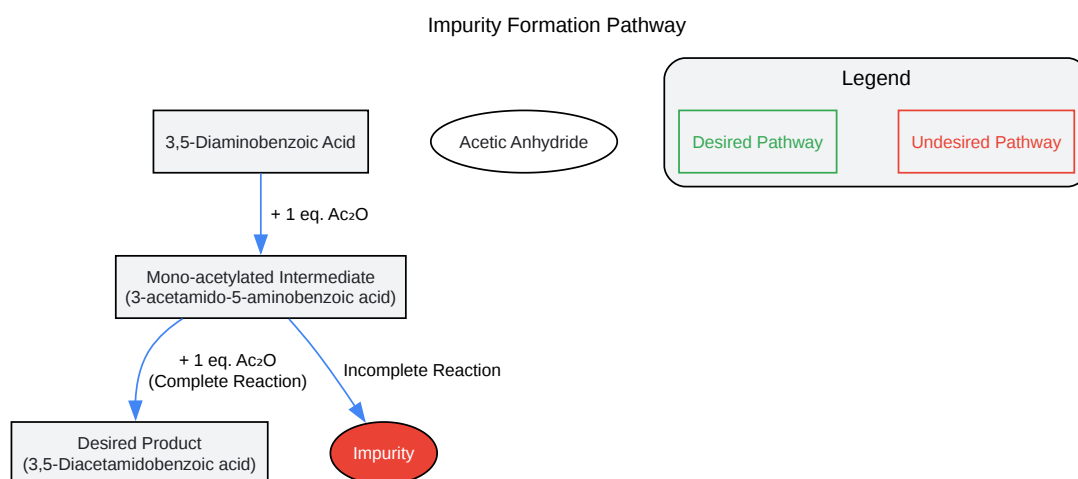 Impurity Formation Pathway
Legend
3,5-Diaminobenzoic Acid
Acetic Anhydride
Desired Pathway
Undesired Pathway
+ 1 eq. Ac₂O
Mono-acetylated Intermediate
(3-acetamido-5-aminobenzoic acid)
+ 1 eq. Ac₂O
(Complete Reaction)
Incomplete Reaction
Desired Product
(3,5-Diacetamidobenzoic acid)
Impurity